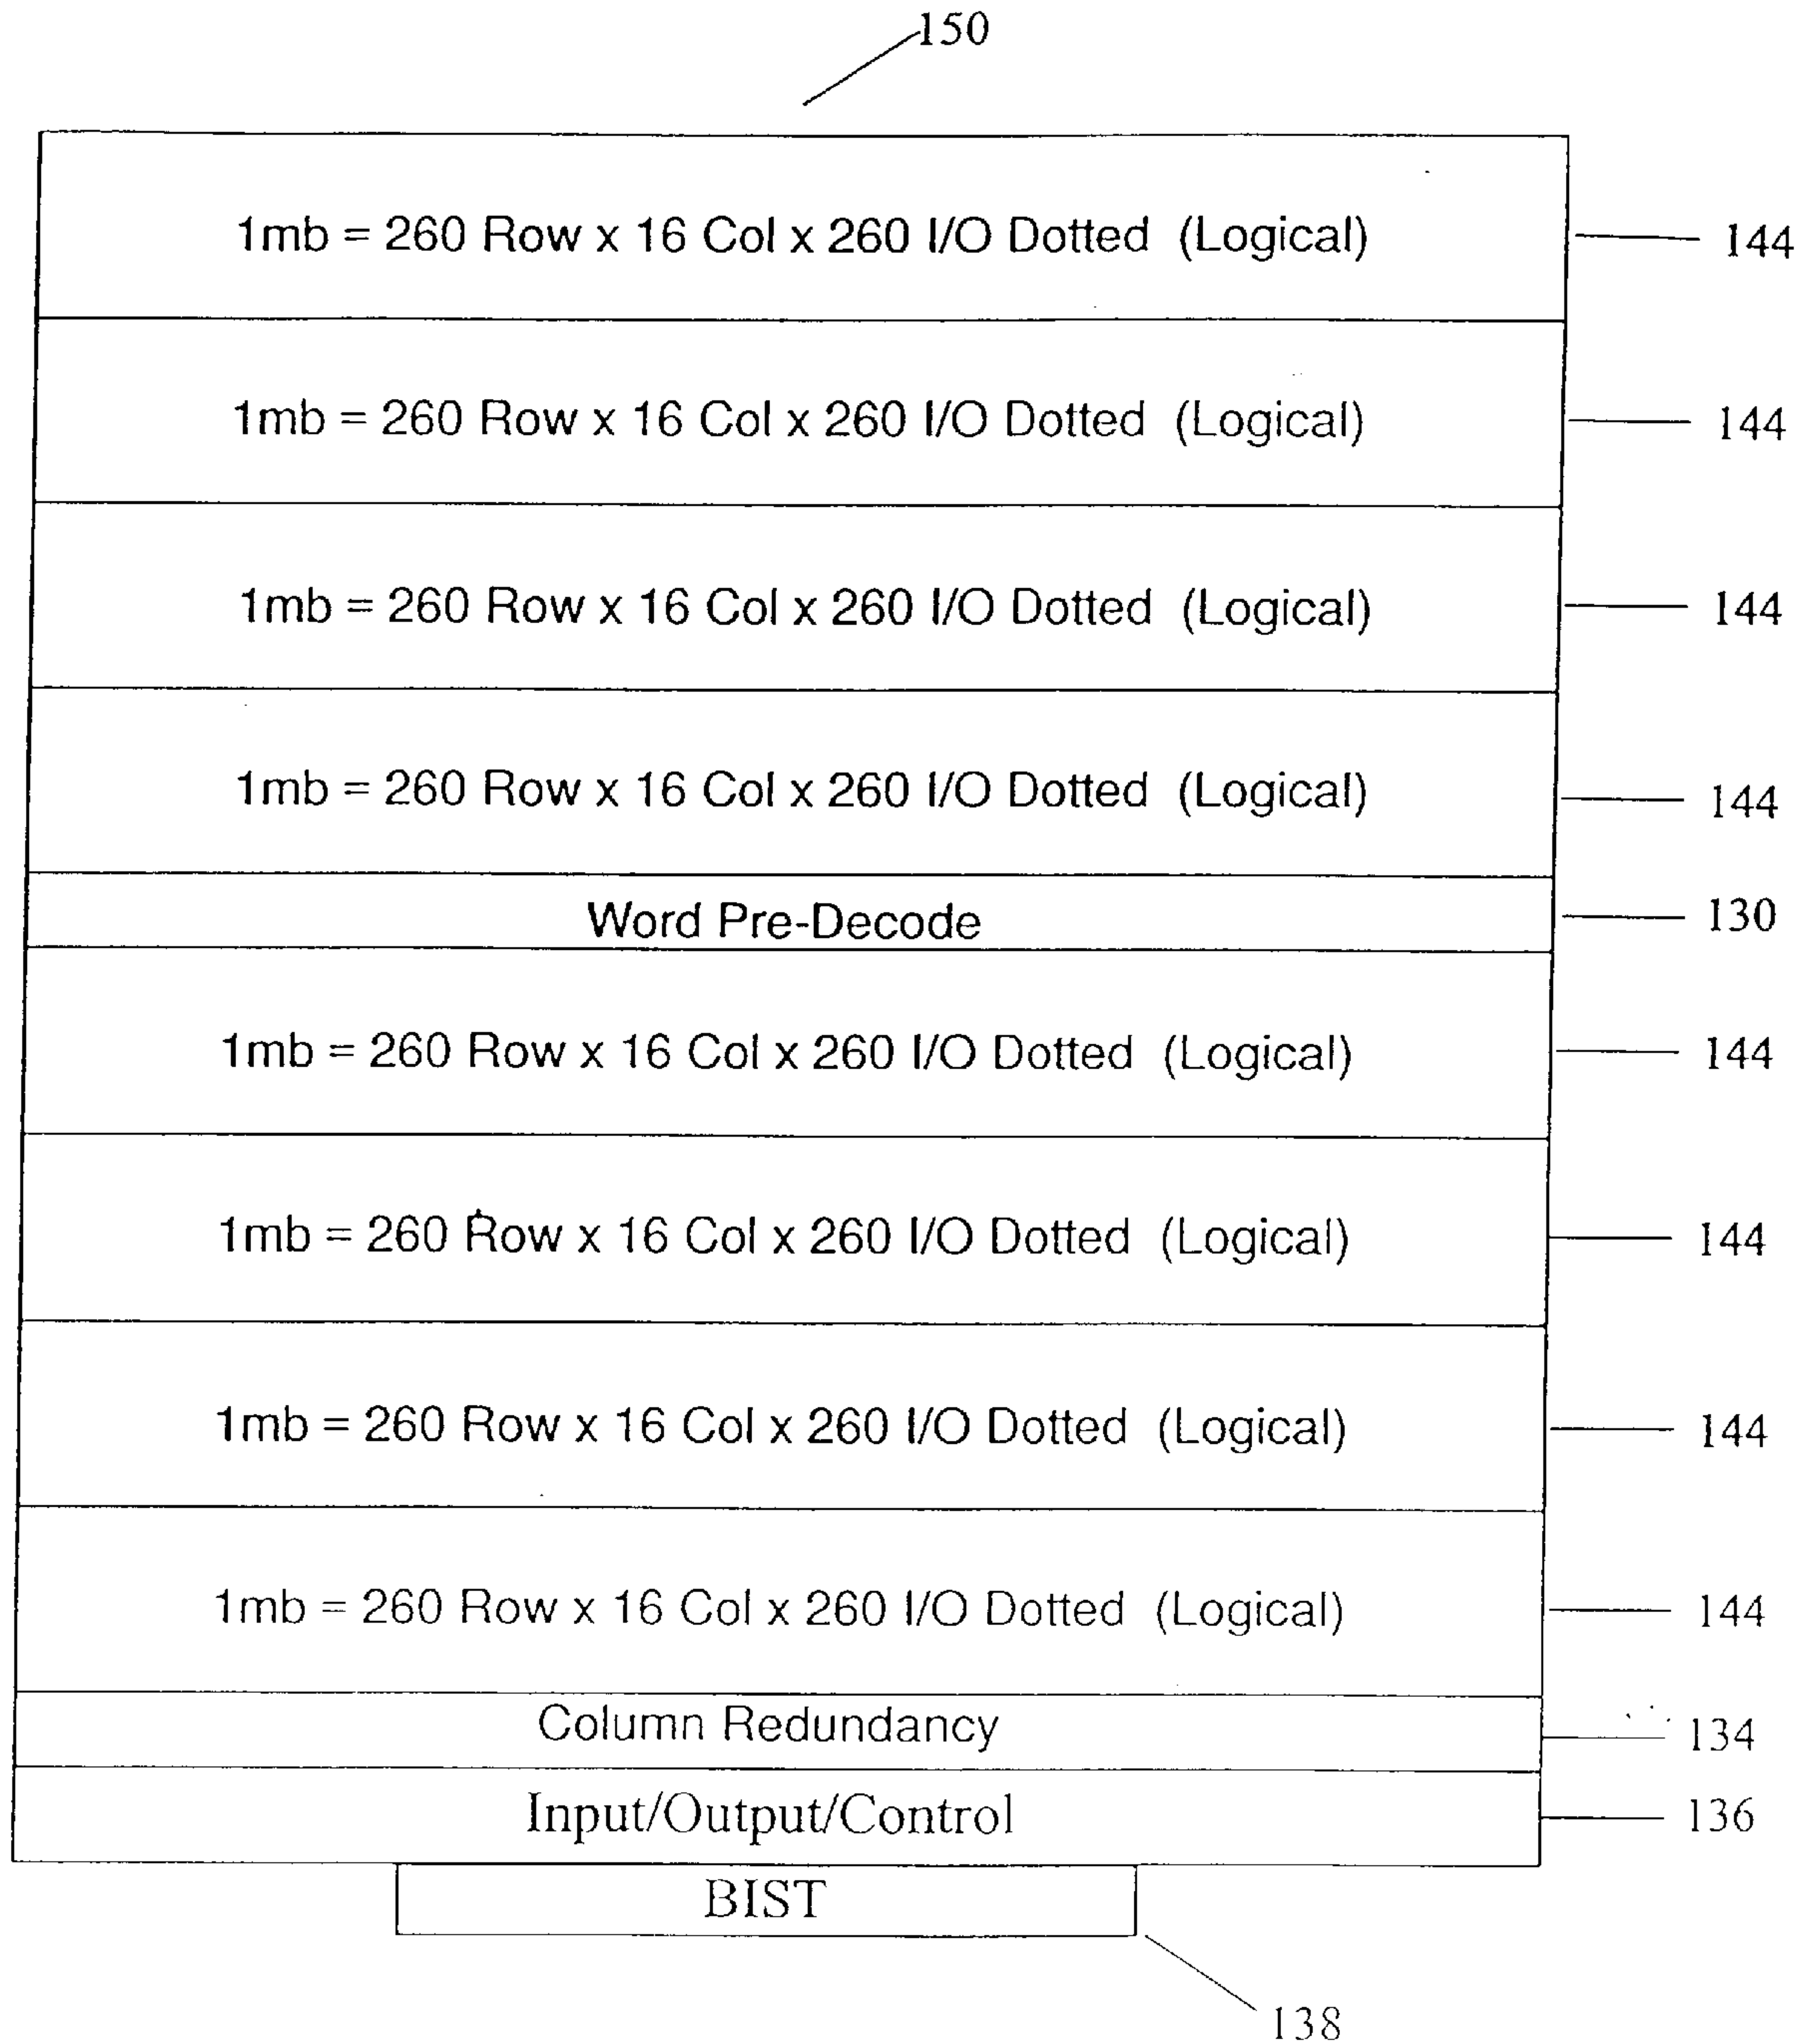 150
1mb = 260 Row x 16 Col x 260 I/O Dotted (Logical) 144
1mb = 260 Row x 16 Col x 260 I/O Dotted (Logical) 144
1mb = 260 Row x 16 Col x 260 I/O Dotted (Logical) 144
1mb = 260 Row x 16 Col x 260 I/O Dotted (Logical) 144
Word Pre-Decode 130
1mb = 260 Row x 16 Col x 260 I/O Dotted (Logical) 144
1mb = 260 Row x 16 Col x 260 I/O Dotted (Logical) 144
1mb = 260 Row x 16 Col x 260 I/O Dotted (Logical) 144
1mb = 260 Row x 16 Col x 260 I/O Dotted (Logical) 144
Column Redundancy 134
Input/Output/Control 136
BIST
138